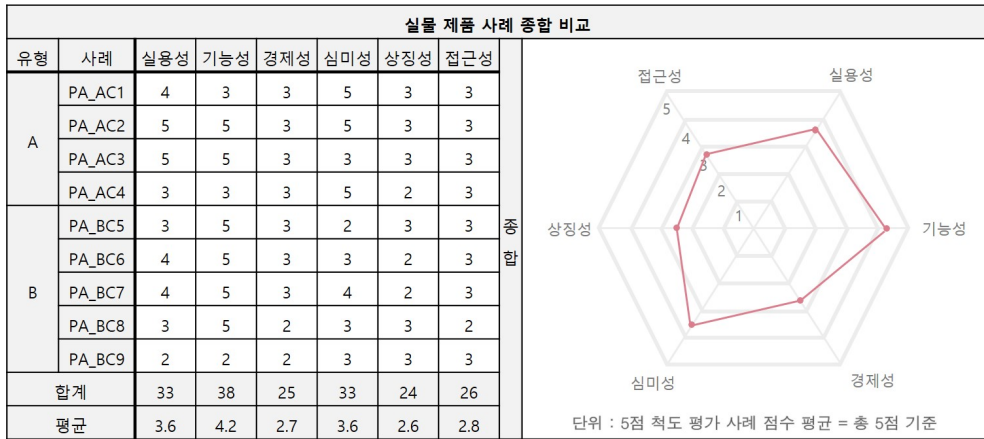 실물 제품 사례 종합 비교
유형 사례 실용성 기능성 경제성 심미성 상징성 접근성
A
PA_AC1 4 3 3 5 3 3
PA_AC2 5 5 3 5 3 3
PA_AC3 5 5 3 3 3 3
PA_AC4 3 3 3 5 2 3
B
PA_BC5 3 5 3 2 3 3
PA_BC6 4 5 3 3 2 3
PA_BC7 4 5 3 4 2 3
PA_BC8 3 5 2 3 3 2
PA_BC9 2 2 2 3 3 3
합계 33 38 25 33 24 26
평균 3.6 4.2 2.7 3.6 2.6 2.8
종
합
접근성 실용성
5
4
3
2
1
상징성 기능성
심미성 경제성
단위 : 5점 척도 평가 사례 점수 평균 = 총 5점 기준